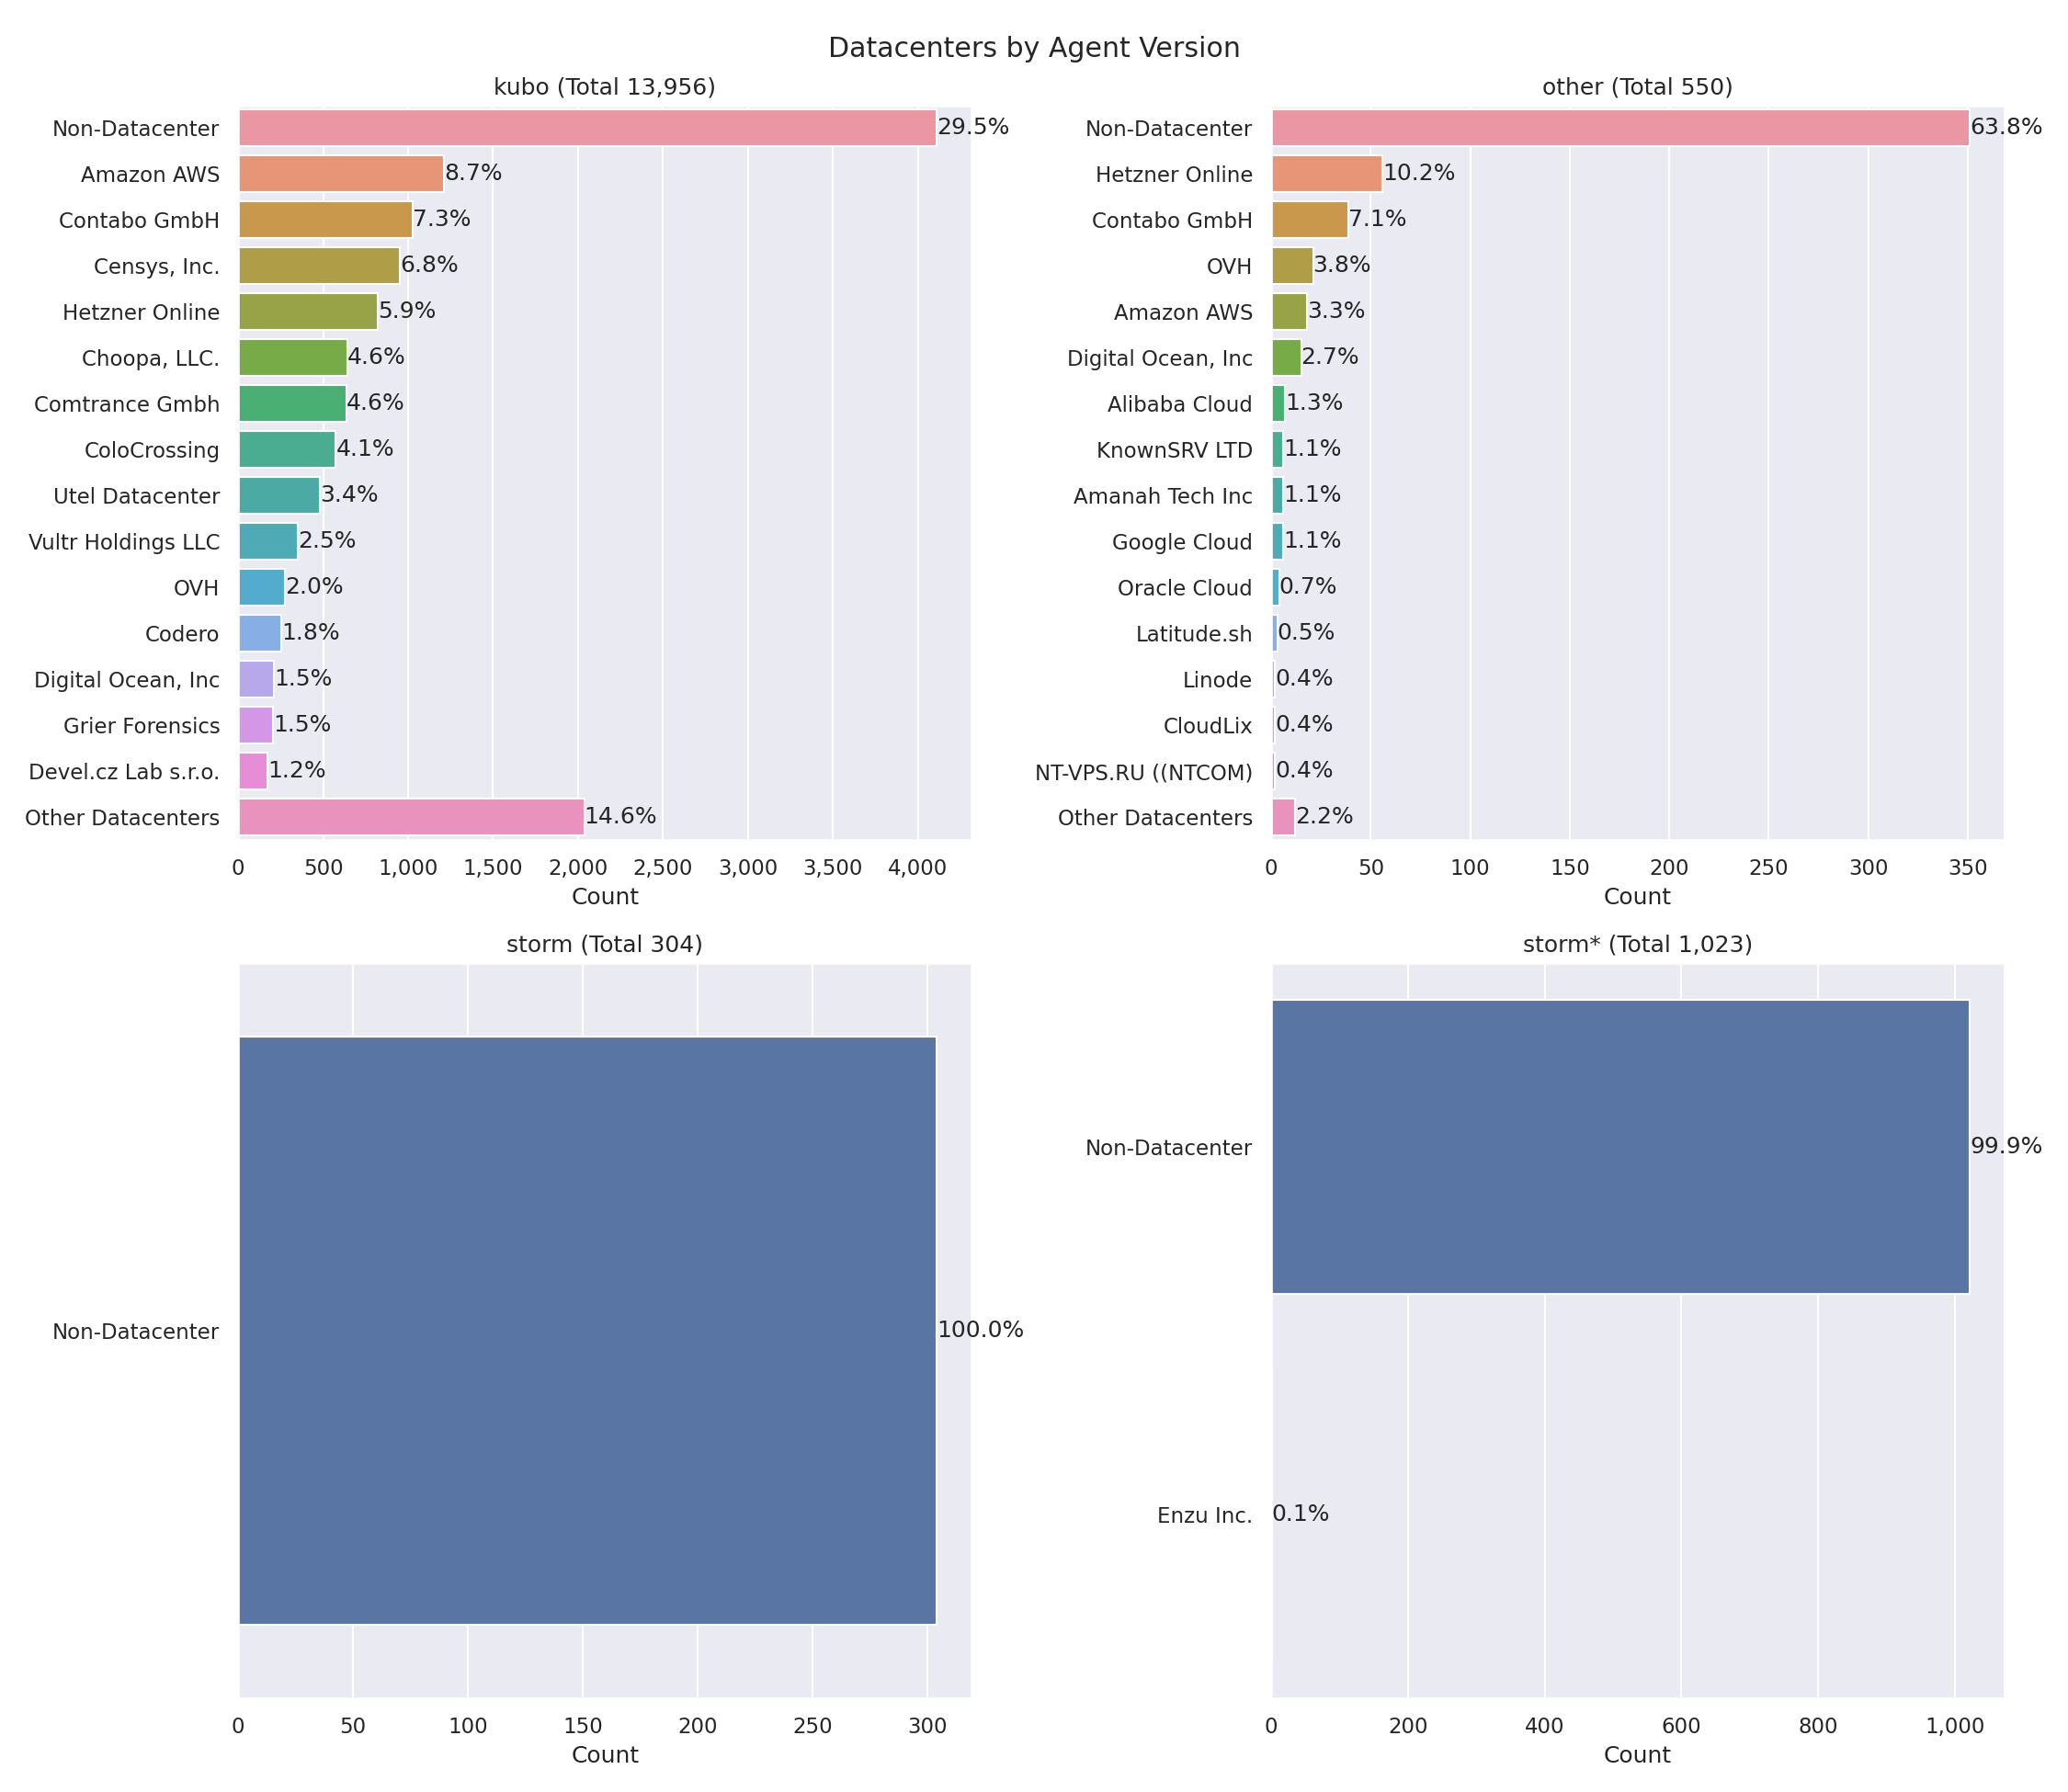 Datacenters by Agent Version
kubo (Total 13,956)
Non-Datacenter 29.5%
Amazon AWS 8.7%
Contabo GmbH 7.3%
Censys, Inc. 6.8%
Hetzner Online 5.9%
Choopa, LLC. 4.6%
Comtrance Gmbh 4.6%
ColoCrossing 4.1%
Utel Datacenter 3.4%
Vultr Holdings LLC 2.5%
OVH 2.0%
Codero 1.8%
Digital Ocean, Inc 1.5%
Grier Forensics 1.5%
Devel.cz Lab s.r.o. 1.2%
Other Datacenters 14.6%
0 500 1,000 1,500 2,000 2,500 3,000 3,500 4,000
Count
other (Total 550)
Non-Datacenter 63.8%
Hetzner Online 10.2%
Contabo GmbH 7.1%
OVH 3.8%
Amazon AWS 3.3%
Digital Ocean, Inc 2.7%
Alibaba Cloud 1.3%
KnownSRV LTD 1.1%
Amanah Tech Inc 1.1%
Google Cloud 1.1%
Oracle Cloud 0.7%
Latitude.sh 0.5%
Linode 0.4%
CloudLix 0.4%
NT-VPS.RU ((NTCOM) 0.4%
Other Datacenters 2.2%
0 50 100 150 200 250 300 350
Count
storm (Total 304)
Non-Datacenter 100.0%
0 50 100 150 200 250 300
Count
storm* (Total 1,023)
Non-Datacenter 99.9%
Enzu Inc. 0.1%
0 200 400 600 800 1,000
Count